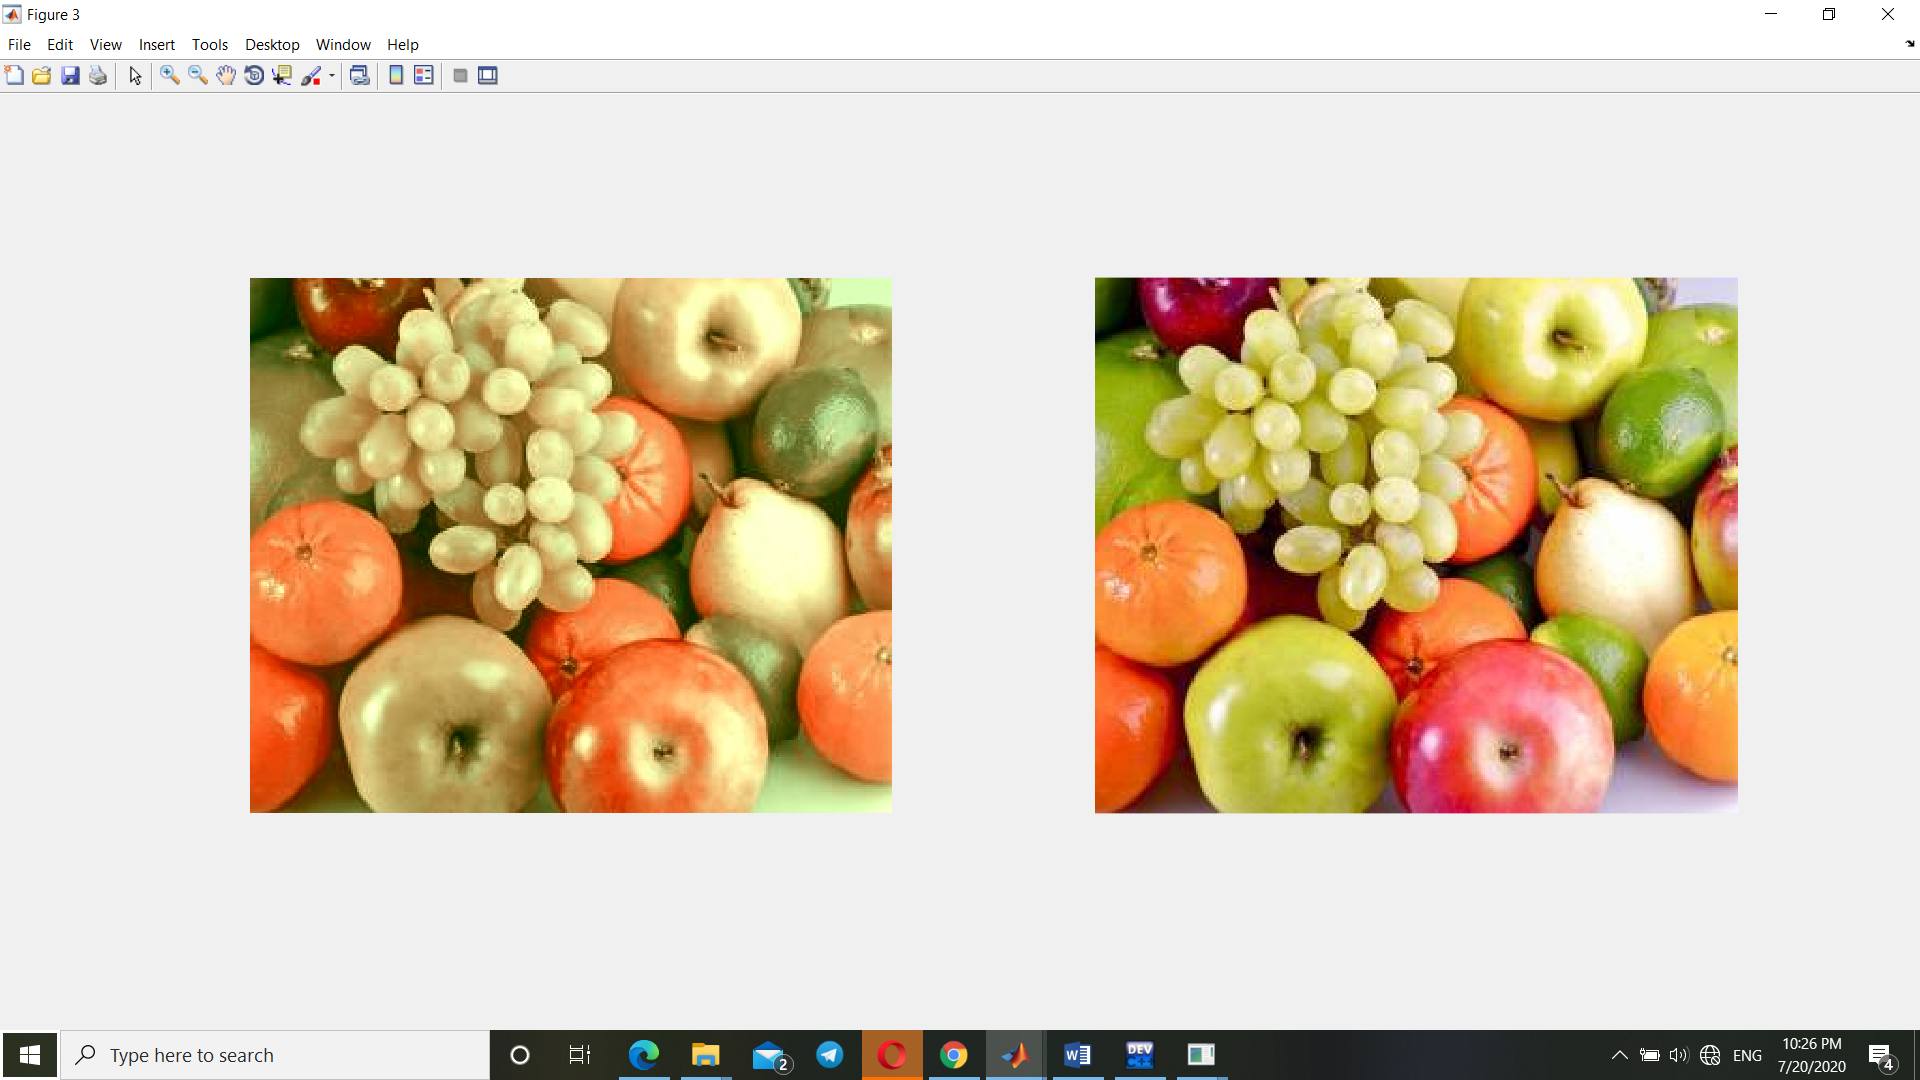 Figure 3
File Edit View Insert Tools Desktop Window Help
Type here to search
2
W
DEV
C++
ENG
10:26 PM
7/20/2020
4